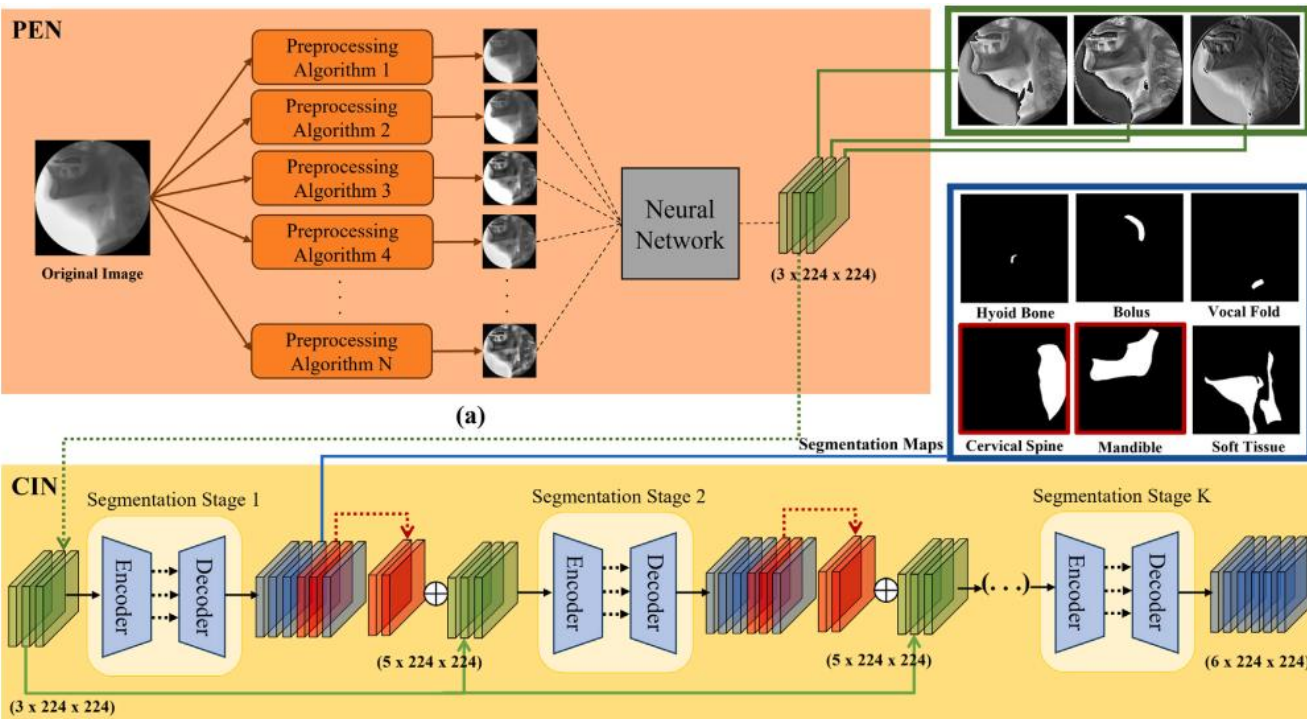 PEN
Preprocessing
Algorithm 1
Preprocessing
Algorithm 2
Preprocessing
Algorithm 3
Preprocessing
Algorithm 4
.
.
.
Preprocessing
Algorithm N
Original Image
.
.
.
Neural
Network
(3 x 224 x 224)
(a)
Hyoid Bone
Bolus
Vocal Fold
Cervical Spine
Mandible
Soft Tissue
Segmentation Maps
CIN
Segmentation Stage 1
Encoder
Decoder
(3 x 224 x 224)
(5 x 224 x 224)
Segmentation Stage 2
Encoder
Decoder
(5 x 224 x 224)
(. . .)
Segmentation Stage K
Encoder
Decoder
(6 x 224 x 224)